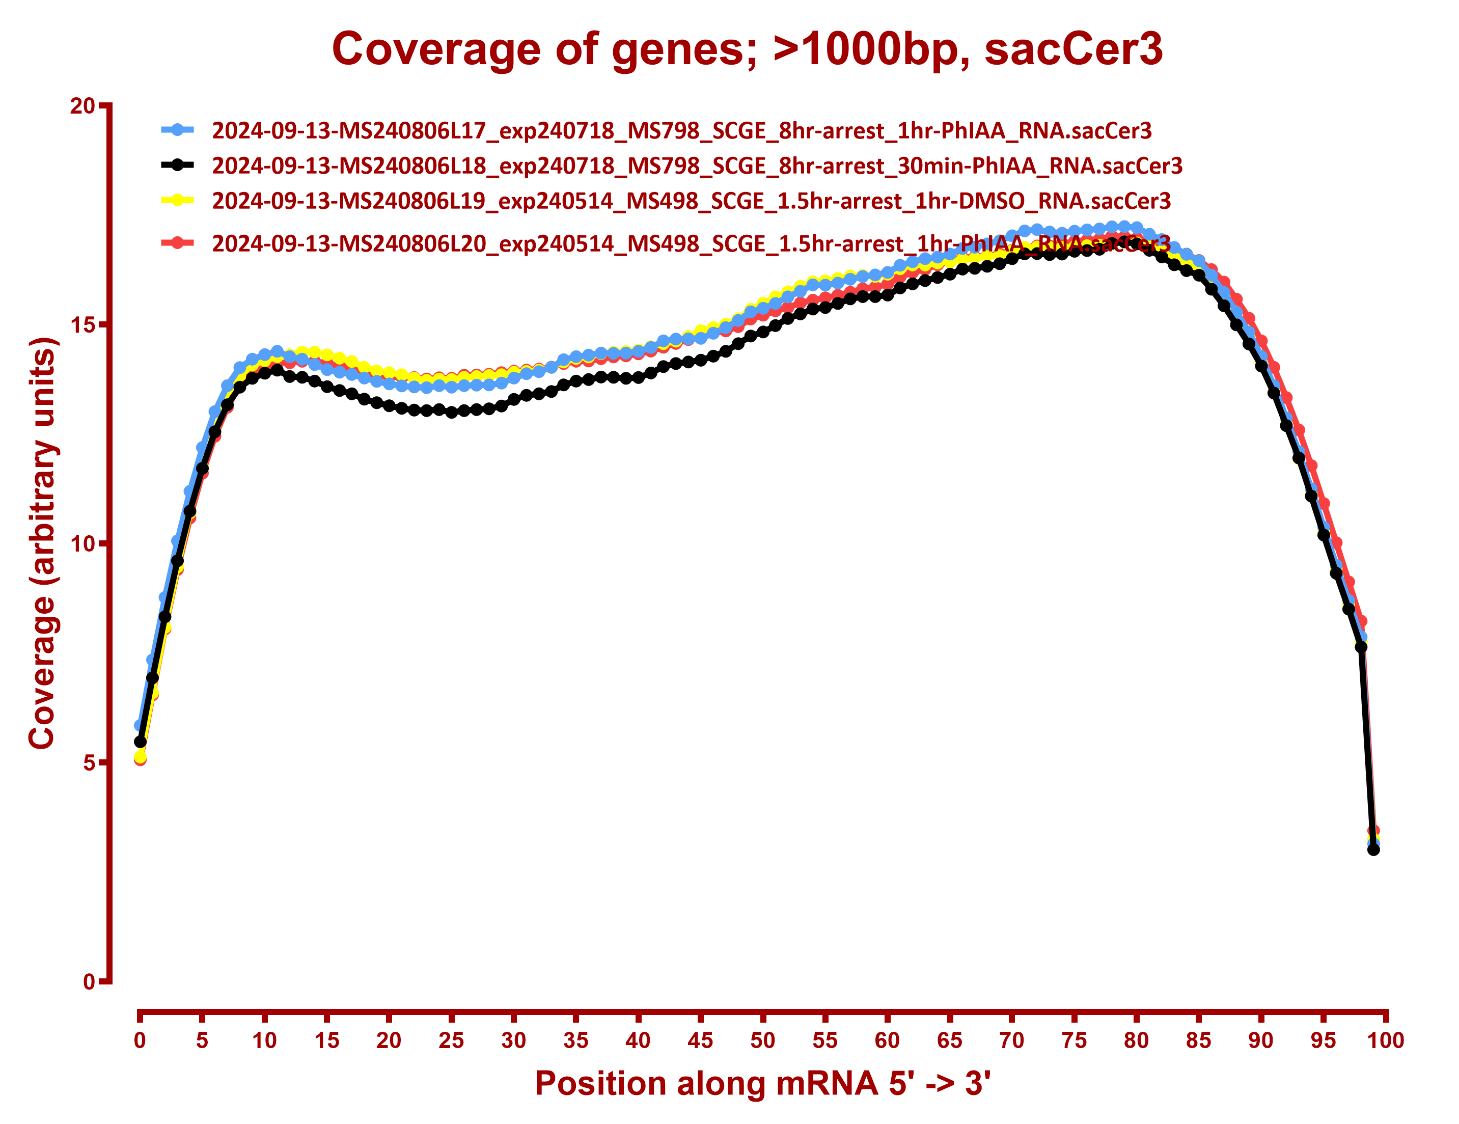 Coverage of genes; >1000bp, sacCer3
20
2024-09-13-MS240806L17_exp240718_MS798_SCGE_8hr-arrest_1hr-PhIAA_RNA.sacCer3
2024-09-13-MS240806L18_exp240718_MS798_SCGE_8hr-arrest_30min-PhIAA_RNA.sacCer3
2024-09-13-MS240806L19_exp240514_MS498_SCGE_1.5hr-arrest_1hr-DMSO_RNA.sacCer3
2024-09-13-MS240806L20_exp240514_MS498_SCGE_1.5hr-arrest_1hr-PhIAA_RNA.sacCer3
15
10
5
0
Coverage (arbitrary units)
0 5 10 15 20 25 30 35 40 45 50 55 60 65 70 75 80 85 90 95 100
Position along mRNA 5' -> 3'